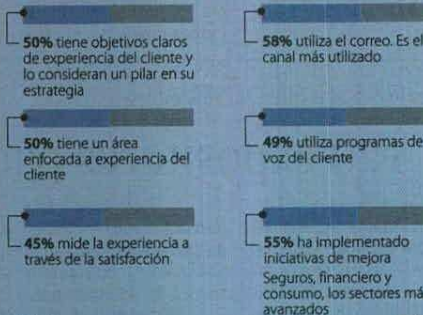 50% tiene objetivos claros
de experiencia del cliente y
lo consideran un pilar en su
estrategia
50% tiene un área
enfocada a experiencia del
cliente
45% mide la experiencia a
través de la satisfacción
58% utiliza el correo. Es el
canal más utilizado
49% utiliza programas de
voz del cliente
55% ha implementado
iniciativas de mejora
Seguros, financiero y
consumo, los sectores
avanzados